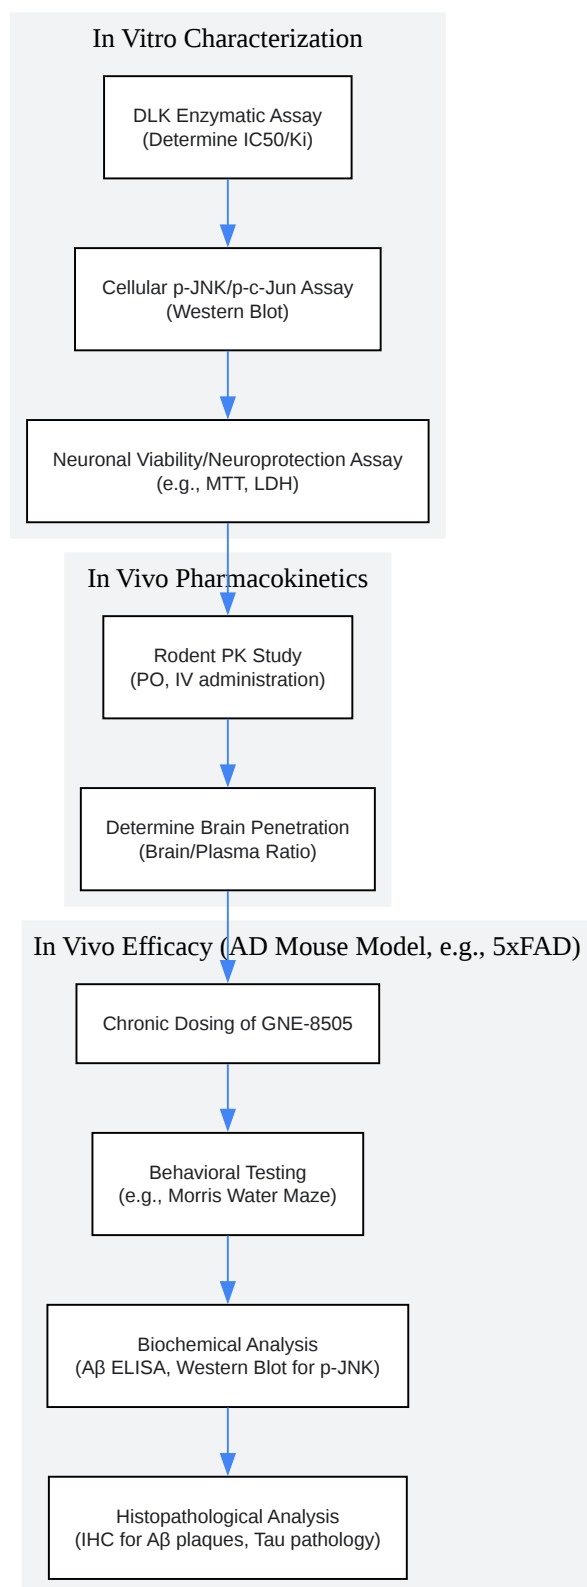 In Vitro Characterization
DLK Enzymatic Assay
(Determine IC50/Ki)
Cellular p-JNK/p-c-Jun Assay
(Western Blot)
Neuronal Viability/Neuroprotection Assay
(e.g., MTT, LDH)
In Vivo Pharmacokinetics
Rodent PK Study
(PO, IV administration)
Determine Brain Penetration
(Brain/Plasma Ratio)
In Vivo Efficacy (AD Mouse Model, e.g., 5xFAD)
Chronic Dosing of GNE-8505
Behavioral Testing
(e.g., Morris Water Maze)
Biochemical Analysis
(Aβ ELISA, Western Blot for p-JNK)
Histopathological Analysis
(IHC for Aβ plaques, Tau pathology)